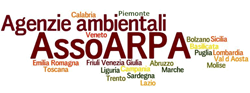 Calabria Piemonte
Agenzie ambientali
Veneto
AssoARPA
Bolzano Sicilia
Basilicata
Puglia Lombardia
Emilia Romagna Friuli Venezia Giulia Abruzzo Val d Aosta
Toscana Liguria Campania Marche Molise
Trento Sardegna
Lazio